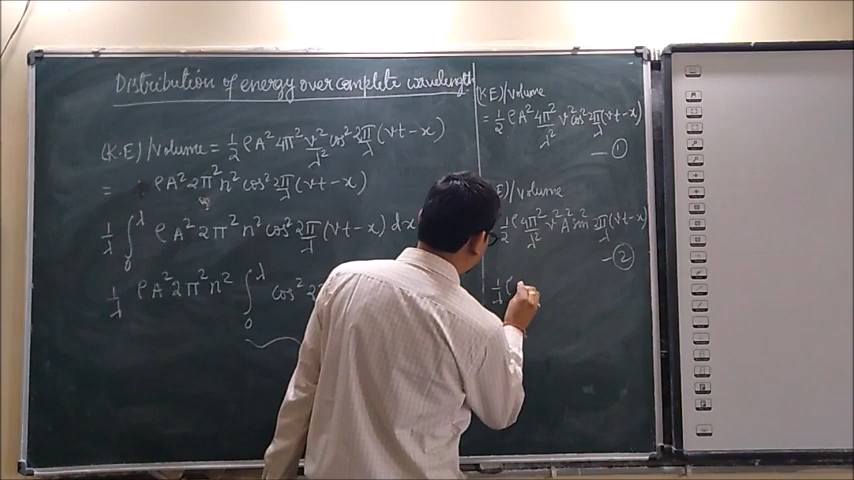 Distribution of energy over complete wavelength
(K.E)/Volume = 1/2 ρA² 4π² v²/λ² cos² 2π/λ (vt-x)
= ρA² 2π² n² cos² 2π/λ (vt-x)
1/λ ∫₀^λ ρA² 2π² n² cos² 2π/λ (vt-x) dx
1/λ ρA² 2π² n² ∫₀^λ cos² 2
(K.E)/Volume
= 1/2 ρA² 4π²/λ² v² cos² 2π/λ (vt-x)
— ①
E)/Volume
1/2 ρ 4π²/λ² v² A² sin² 2π/λ (vt-x)
— ②
1/λ ρ